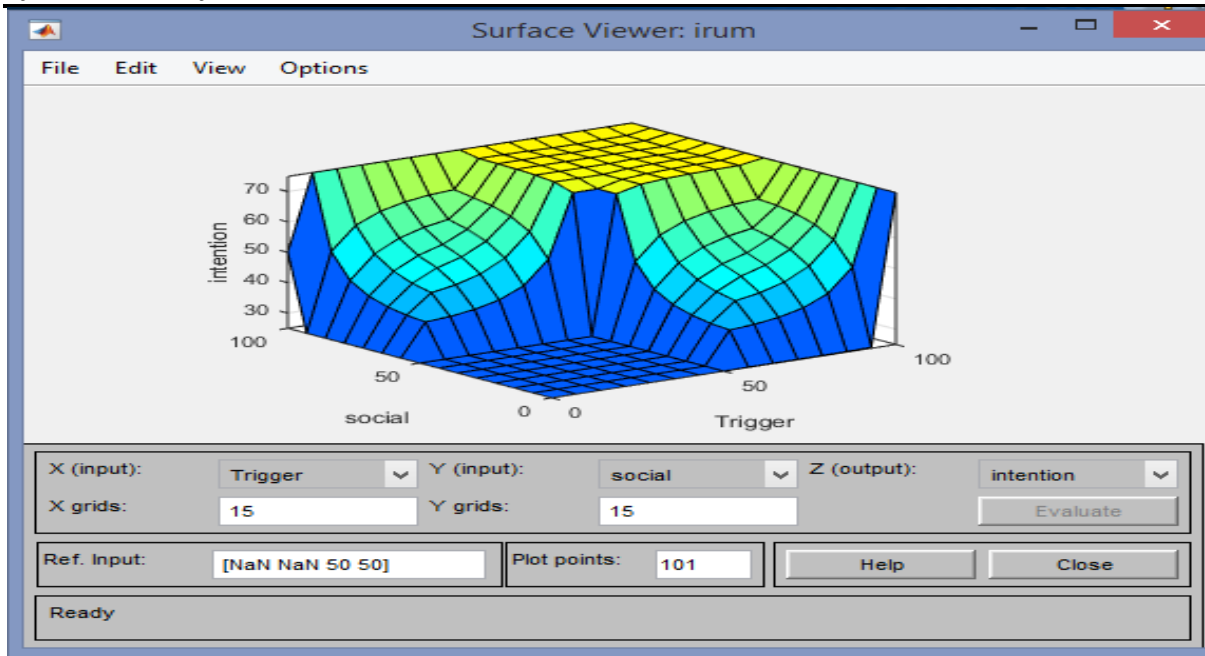 Surface Viewer: irum
File Edit View Options
70
60
50
40
30
intention
100
50
0
social
0
50
100
Trigger
X (input): Trigger Y (input): social Z (output): intention
X grids: 15 Y grids: 15 Evaluate
Ref. Input: [NaN NaN 50 50] Plot points: 101 Help Close
Ready